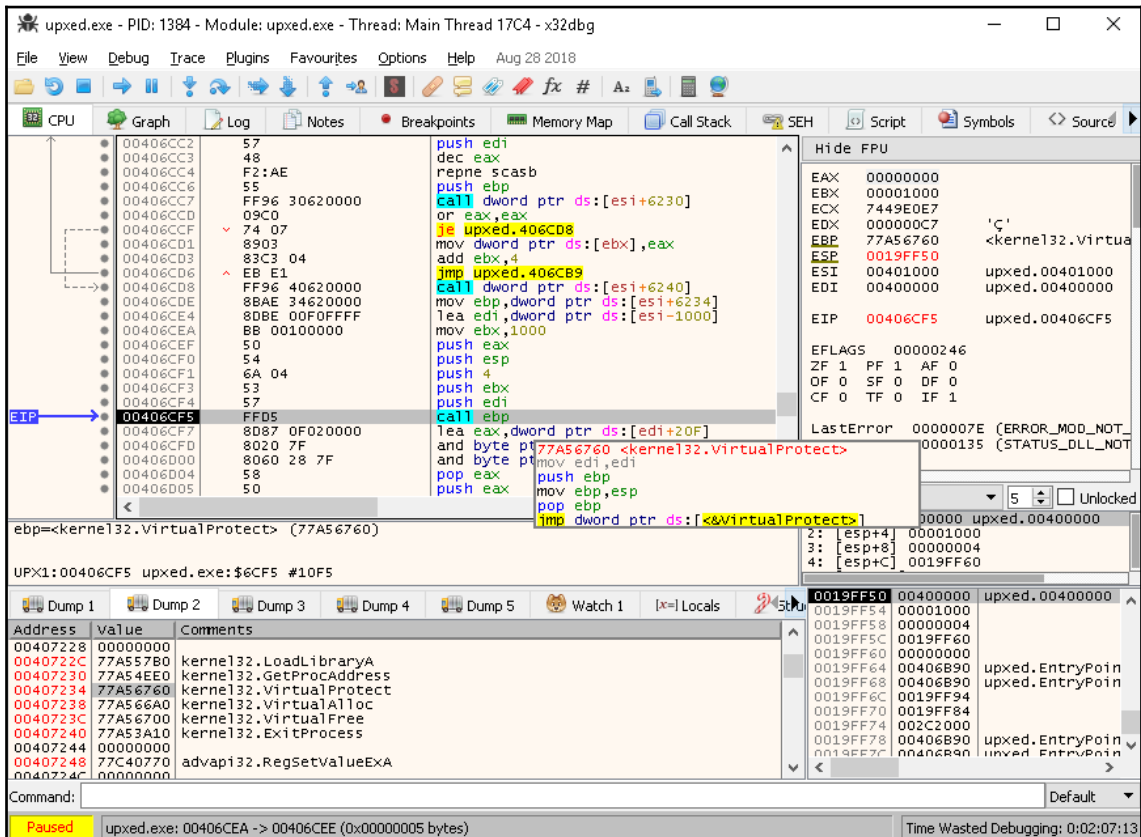 upxed.exe - PID: 1384 - Module: upxed.exe - Thread: Main Thread 17C4 - x32dbg
File View Debug Trace Plugins Favourites Options Help Aug 28 2018
CPU Graph Log Notes Breakpoints Memory Map Call Stack SEH Script Symbols Source
00406CC2 57 push edi
00406CC3 48 dec eax
00406CC4 F2:AE repne scasb
00406CC6 55 push ebp
00406CC7 FF96 30620000 call dword ptr ds:[esi+6230]
00406CCD 09C0 or eax,eax
00406CCF 74 07 je upxed.406CD8
00406CD1 8903 mov dword ptr ds:[ebx],eax
00406CD3 83C3 04 add ebx,4
00406CD6 EB E1 jmp upxed.406CB9
00406CD8 FF96 40620000 call dword ptr ds:[esi+6240]
00406CDE 8BAE 34620000 mov ebp,dword ptr ds:[esi+6234]
00406CE4 8DBE 00F0FFFF lea edi,dword ptr ds:[esi-1000]
00406CEA BB 00100000 mov ebx,1000
00406CEF 50 push eax
00406CF0 54 push esp
00406CF1 6A 04 push 4
00406CF3 53 push ebx
00406CF4 57 push edi
EIP 00406CF5 FFD5 call ebp
00406CF7 8D87 0F020000 lea eax,dword ptr ds:[edi+20F]
00406CFD 8020 7F and byte pt
00406D00 8060 28 7F and byte pt
00406D04 58 pop eax
00406D05 50 push eax
77A56760 <kernel32.VirtualProtect>
mov edi,edi
push ebp
mov ebp,esp
pop ebp
jmp dword ptr ds:[<&VirtualProtect>]
Hide FPU
EAX 00000000
EBX 00001000
ECX 7449E0E7
EDX 000000C7 'Ç'
EBP 77A56760 <kernel32.Virtua
ESP 0019FF50
ESI 00401000 upxed.00401000
EDI 00400000 upxed.00400000
EIP 00406CF5 upxed.00406CF5
EFLAGS 00000246
ZF 1 PF 1 AF 0
OF 0 SF 0 DF 0
CF 0 TF 0 IF 1
LastError 0000007E (ERROR_MOD_NOT_
00000135 (STATUS_DLL_NOT
5 Unlocked
00000 upxed.00400000
2: [esp+4] 00001000
3: [esp+8] 00000004
4: [esp+C] 0019FF60
ebp=<kernel32.VirtualProtect> (77A56760)
UPX1:00406CF5 upxed.exe:$6CF5 #10F5
Dump 1 Dump 2 Dump 3 Dump 4 Dump 5 Watch 1 [x=] Locals Stru
Address Value Comments
00407228 00000000
0040722C 77A557B0 kernel32.LoadLibraryA
00407230 77A54EE0 kernel32.GetProcAddress
00407234 77A56760 kernel32.VirtualProtect
00407238 77A566A0 kernel32.VirtualAlloc
0040723C 77A56700 kernel32.VirtualFree
00407240 77A53A10 kernel32.ExitProcess
00407244 00000000
00407248 77C40770 advapi32.RegSetValueExA
0040724C 00000000
0019FF50 00400000 upxed.00400000
0019FF54 00001000
0019FF58 00000004
0019FF5C 0019FF60
0019FF60 00000000
0019FF64 00406B90 upxed.EntryPoin
0019FF68 00406B90 upxed.EntryPoin
0019FF6C 0019FF94
0019FF70 0019FF84
0019FF74 002C2000
0019FF78 00406B90 upxed.EntryPoin
0019FF7C 00406B90 upxed.EntryPoin
Command: Default
Paused upxed.exe: 00406CEA -> 00406CEE (0x00000005 bytes) Time Wasted Debugging: 0:02:07:13